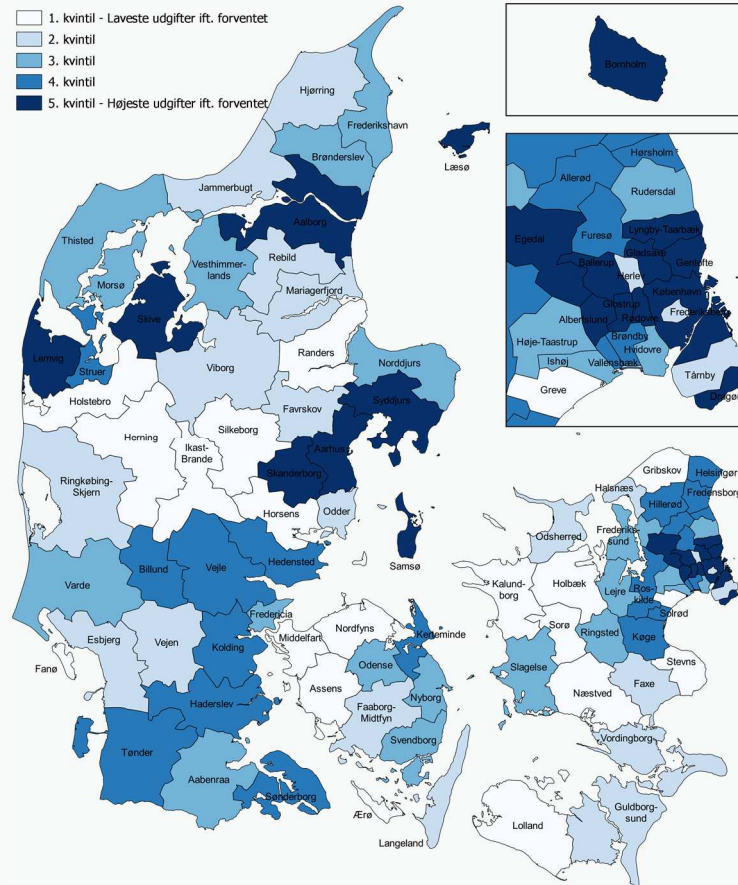 1. kvintil - Laveste udgifter ift. forventet
2. kvintil
3. kvintil
4. kvintil
5. kvintil - Højeste udgifter ift. forventet
Bornholm
Hjørring
Frederikshavn
Brønderslev
Læsø
Jammerbugt
Aalborg
Thisted
Vesthimmer-
lands
Rebild
Morsø
Mariagerfjord
Skive
Lemvig
Struer
Randers
Norddjurs
Viborg
Holstebro
Favrskov
Syddjurs
Silkeborg
Herning
Ikast-
Brande
Aarhus
Skanderborg
Ringkøbing-
Skjern
Horsens
Odder
Samsø
Hedensted
Billund
Vejle
Varde
Fredericia
Esbjerg
Vejen
Kolding
Middelfart
Nordfyns
Kerteminde
Fanø
Odense
Assens
Nyborg
Haderslev
Faaborg-
Midtfyn
Svendborg
Tønder
Aabenraa
Sønderborg
Ærø
Langeland
Hørsholm
Allerød
Rudersdal
Egedal
Furesø
Lyngby-Taarbæk
Gladsaxe
Ballerup
Gentofte
Herlev
København
Glostrup
Rødovre
Frederiksberg
Albertslund
Høje-Taastrup
Brøndby
Hvidovre
Ishøj
Vallensbæk
Greve
Tårnby
Dragør
Gribskov
Helsingør
Halsnæs
Hillerød
Fredensborg
Odsherred
Frederiks-
sund
Kalund-
borg
Holbæk
Lejre
Ros-
kilde
Solrød
Sorø
Ringsted
Køge
Slagelse
Stevns
Næstved
Faxe
Vordingborg
Guldborg-
sund
Lolland